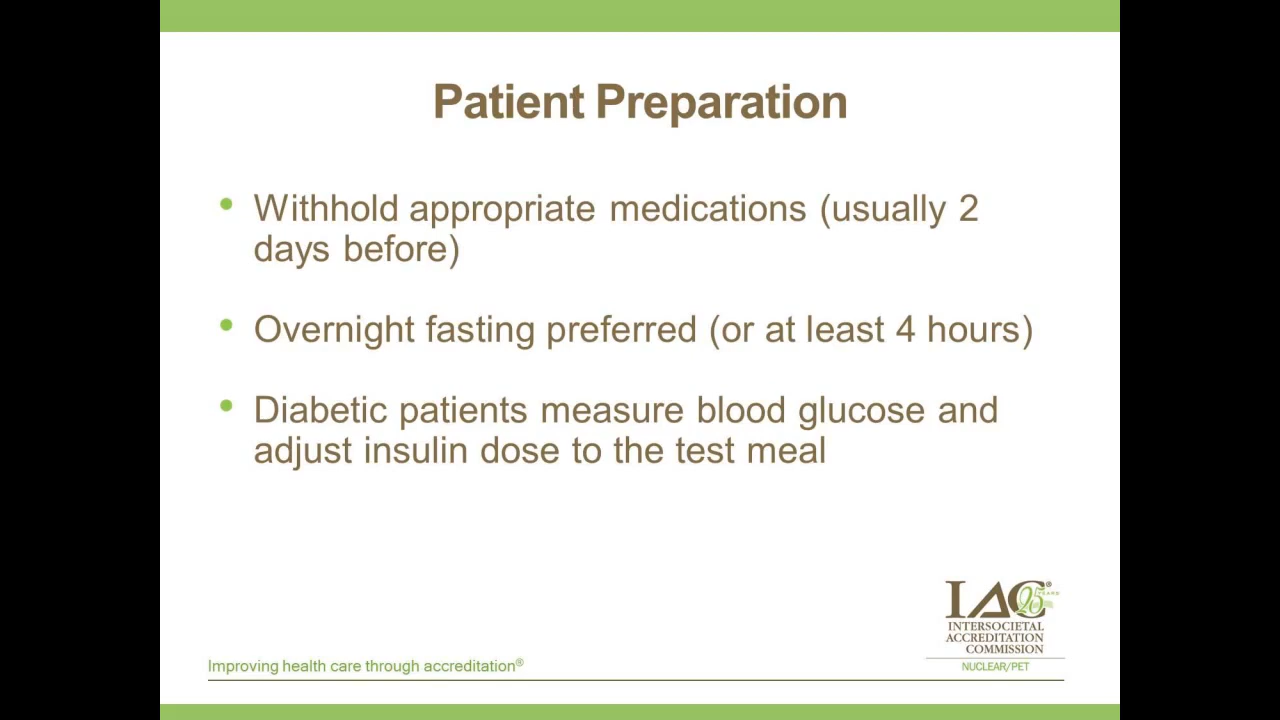 Patient Preparation
• Withhold appropriate medications (usually 2
days before)
• Overnight fasting preferred (or at least 4 hours)
• Diabetic patients measure blood glucose and
adjust insulin dose to the test meal
IAC®
25 YEARS
INTERSOCIETAL
ACCREDITATION
COMMISSION
NUCLEAR/PET
Improving health care through accreditation®